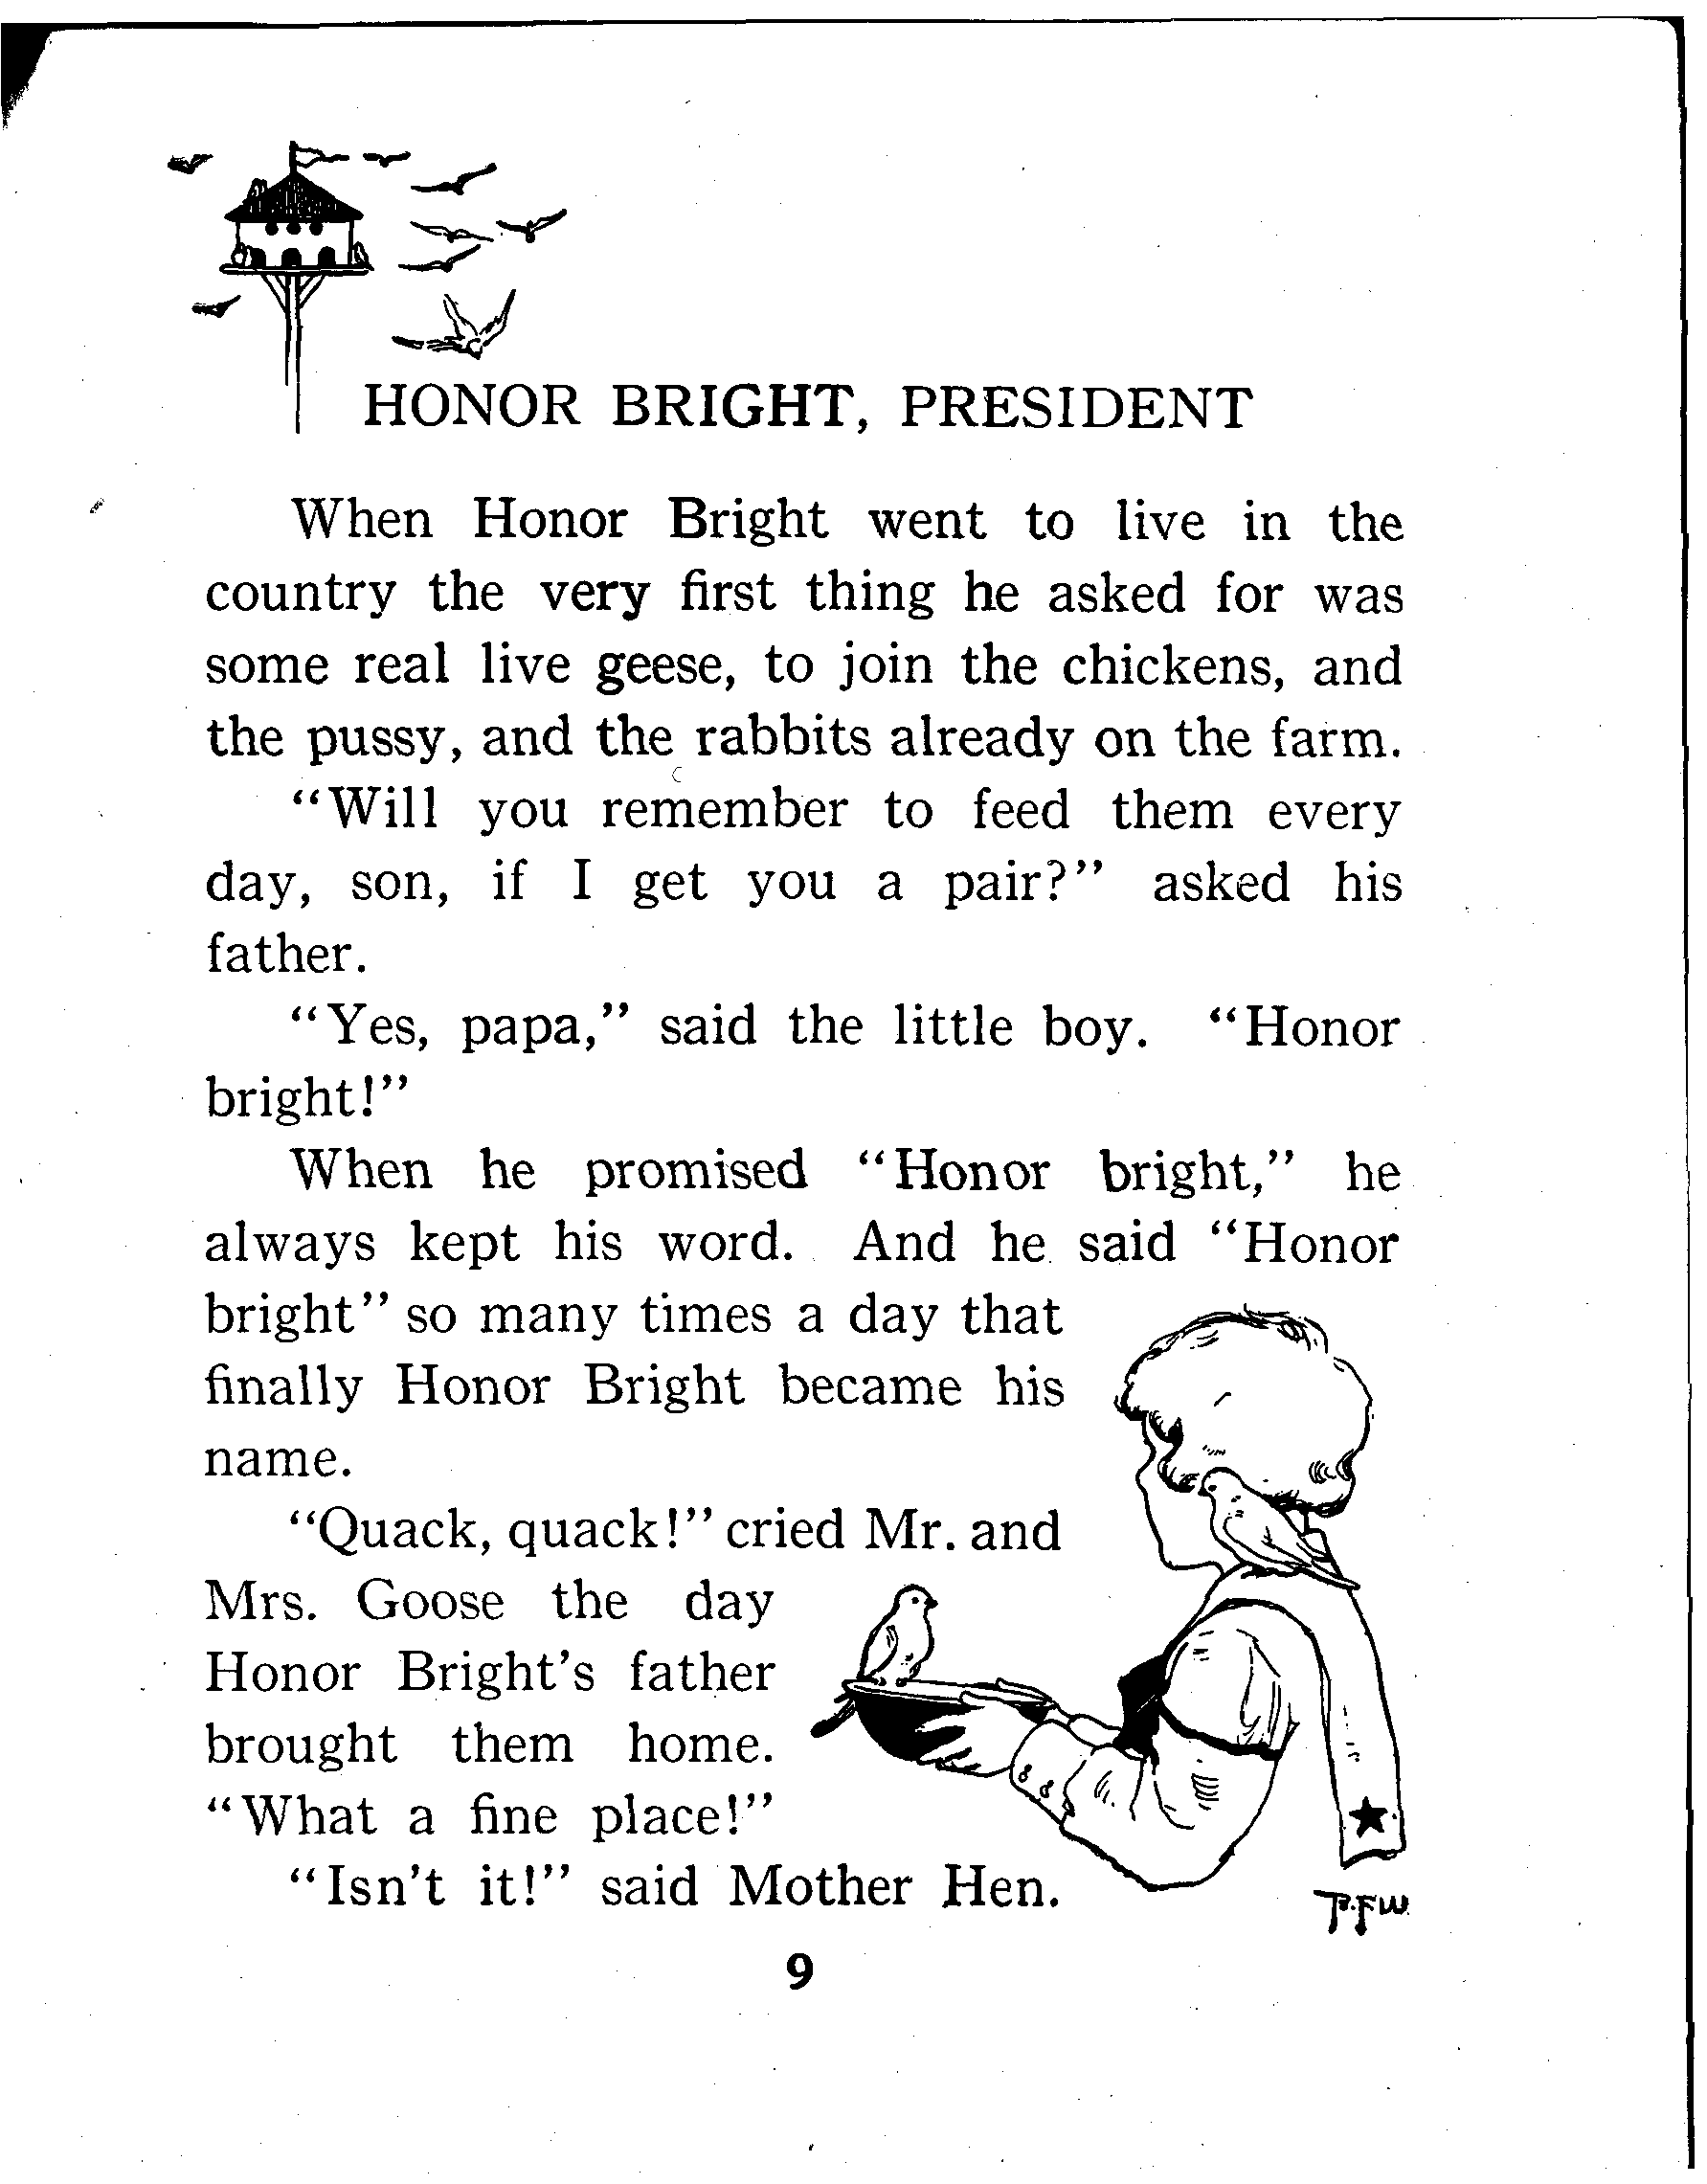 HONOR BRIGHT, PRESIDENT
When Honor Bright went to live in the
country the very first thing he asked for was
some real live geese, to join the chickens, and
the pussy, and the rabbits already on the farm.
“Will you remember to feed them every
day, son, if I get you a pair?” asked his
father.
“Yes, papa,” said the little boy. “Honor
bright!”
When he promised “Honor bright,” he
always kept his word. And he said “Honor
bright” so many times a day that
finally Honor Bright became his
name.
“Quack, quack!” cried Mr. and
Mrs. Goose the day
Honor Bright's father
brought them home.
“What a fine place!”
“Isn't it!” said Mother Hen.
9